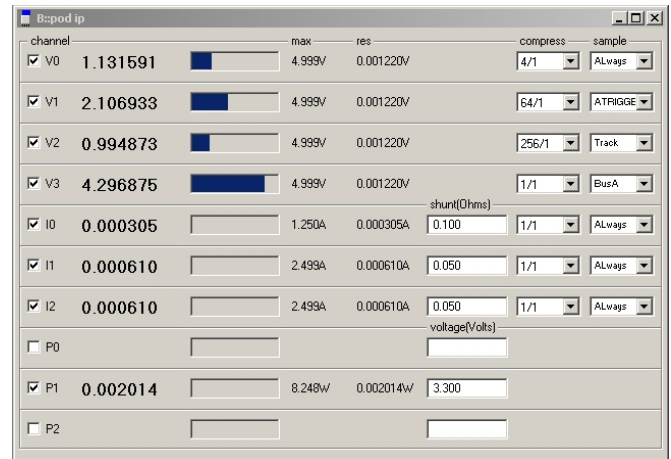 B::pod ip
channel max res compress sample
V0 1.131591 4.999V 0.001220V 4/1 ALways
V1 2.106933 4.999V 0.001220V 64/1 ATRIGGE
V2 0.994873 4.999V 0.001220V 256/1 Track
V3 4.296875 4.999V 0.001220V 1/1 BusA
shunt(Ohms)
I0 0.000305 1.250A 0.000305A 0.100 1/1 ALways
I1 0.000610 2.499A 0.000610A 0.050 1/1 ALways
I2 0.000610 2.499A 0.000610A 0.050 1/1 ALways
voltage(Volts)
P0
P1 0.002014 8.248W 0.002014W 3.300
P2